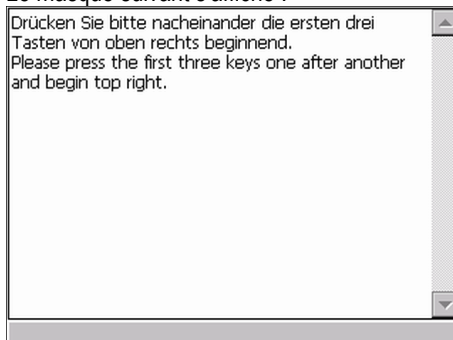 Le masque suivant s'affiche :
Drücken Sie bitte nacheinander die ersten drei
Tasten von oben rechts beginnend.
Please press the first three keys one after another
and begin top right.